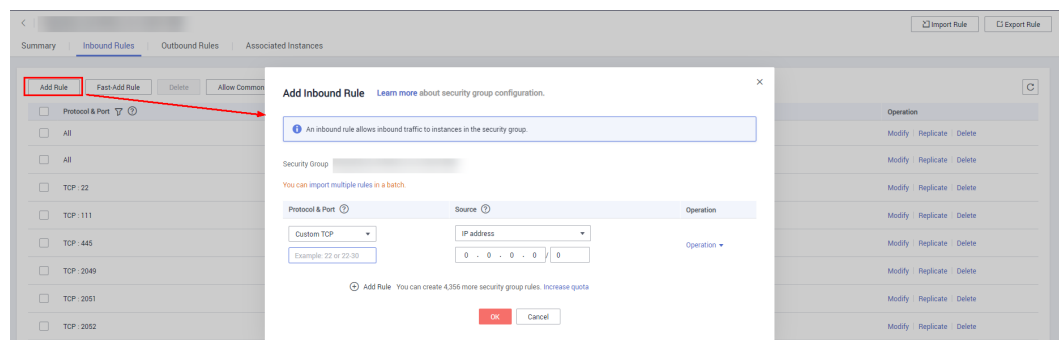 Import Rule Export Rule
Summary Inbound Rules Outbound Rules Associated Instances
Add Rule Fast-Add Rule Delete Allow Common
Protocol & Port Operation
All Modify Replicate Delete
All Modify Replicate Delete
TCP : 22 Modify Replicate Delete
TCP : 111 Modify Replicate Delete
TCP : 445 Modify Replicate Delete
TCP : 2049 Modify Replicate Delete
TCP : 2051 Modify Replicate Delete
TCP : 2052 Modify Replicate Delete
Add Inbound Rule Learn more about security group configuration.
An inbound rule allows inbound traffic to instances in the security group.
Security Group
You can import multiple rules in a batch.
Protocol & Port Source Operation
Custom TCP IP address
Operation
Example: 22 or 22-30 0 . 0 . 0 . 0 / 0
Add Rule You can create 4,356 more security group rules. Increase quota
OK Cancel